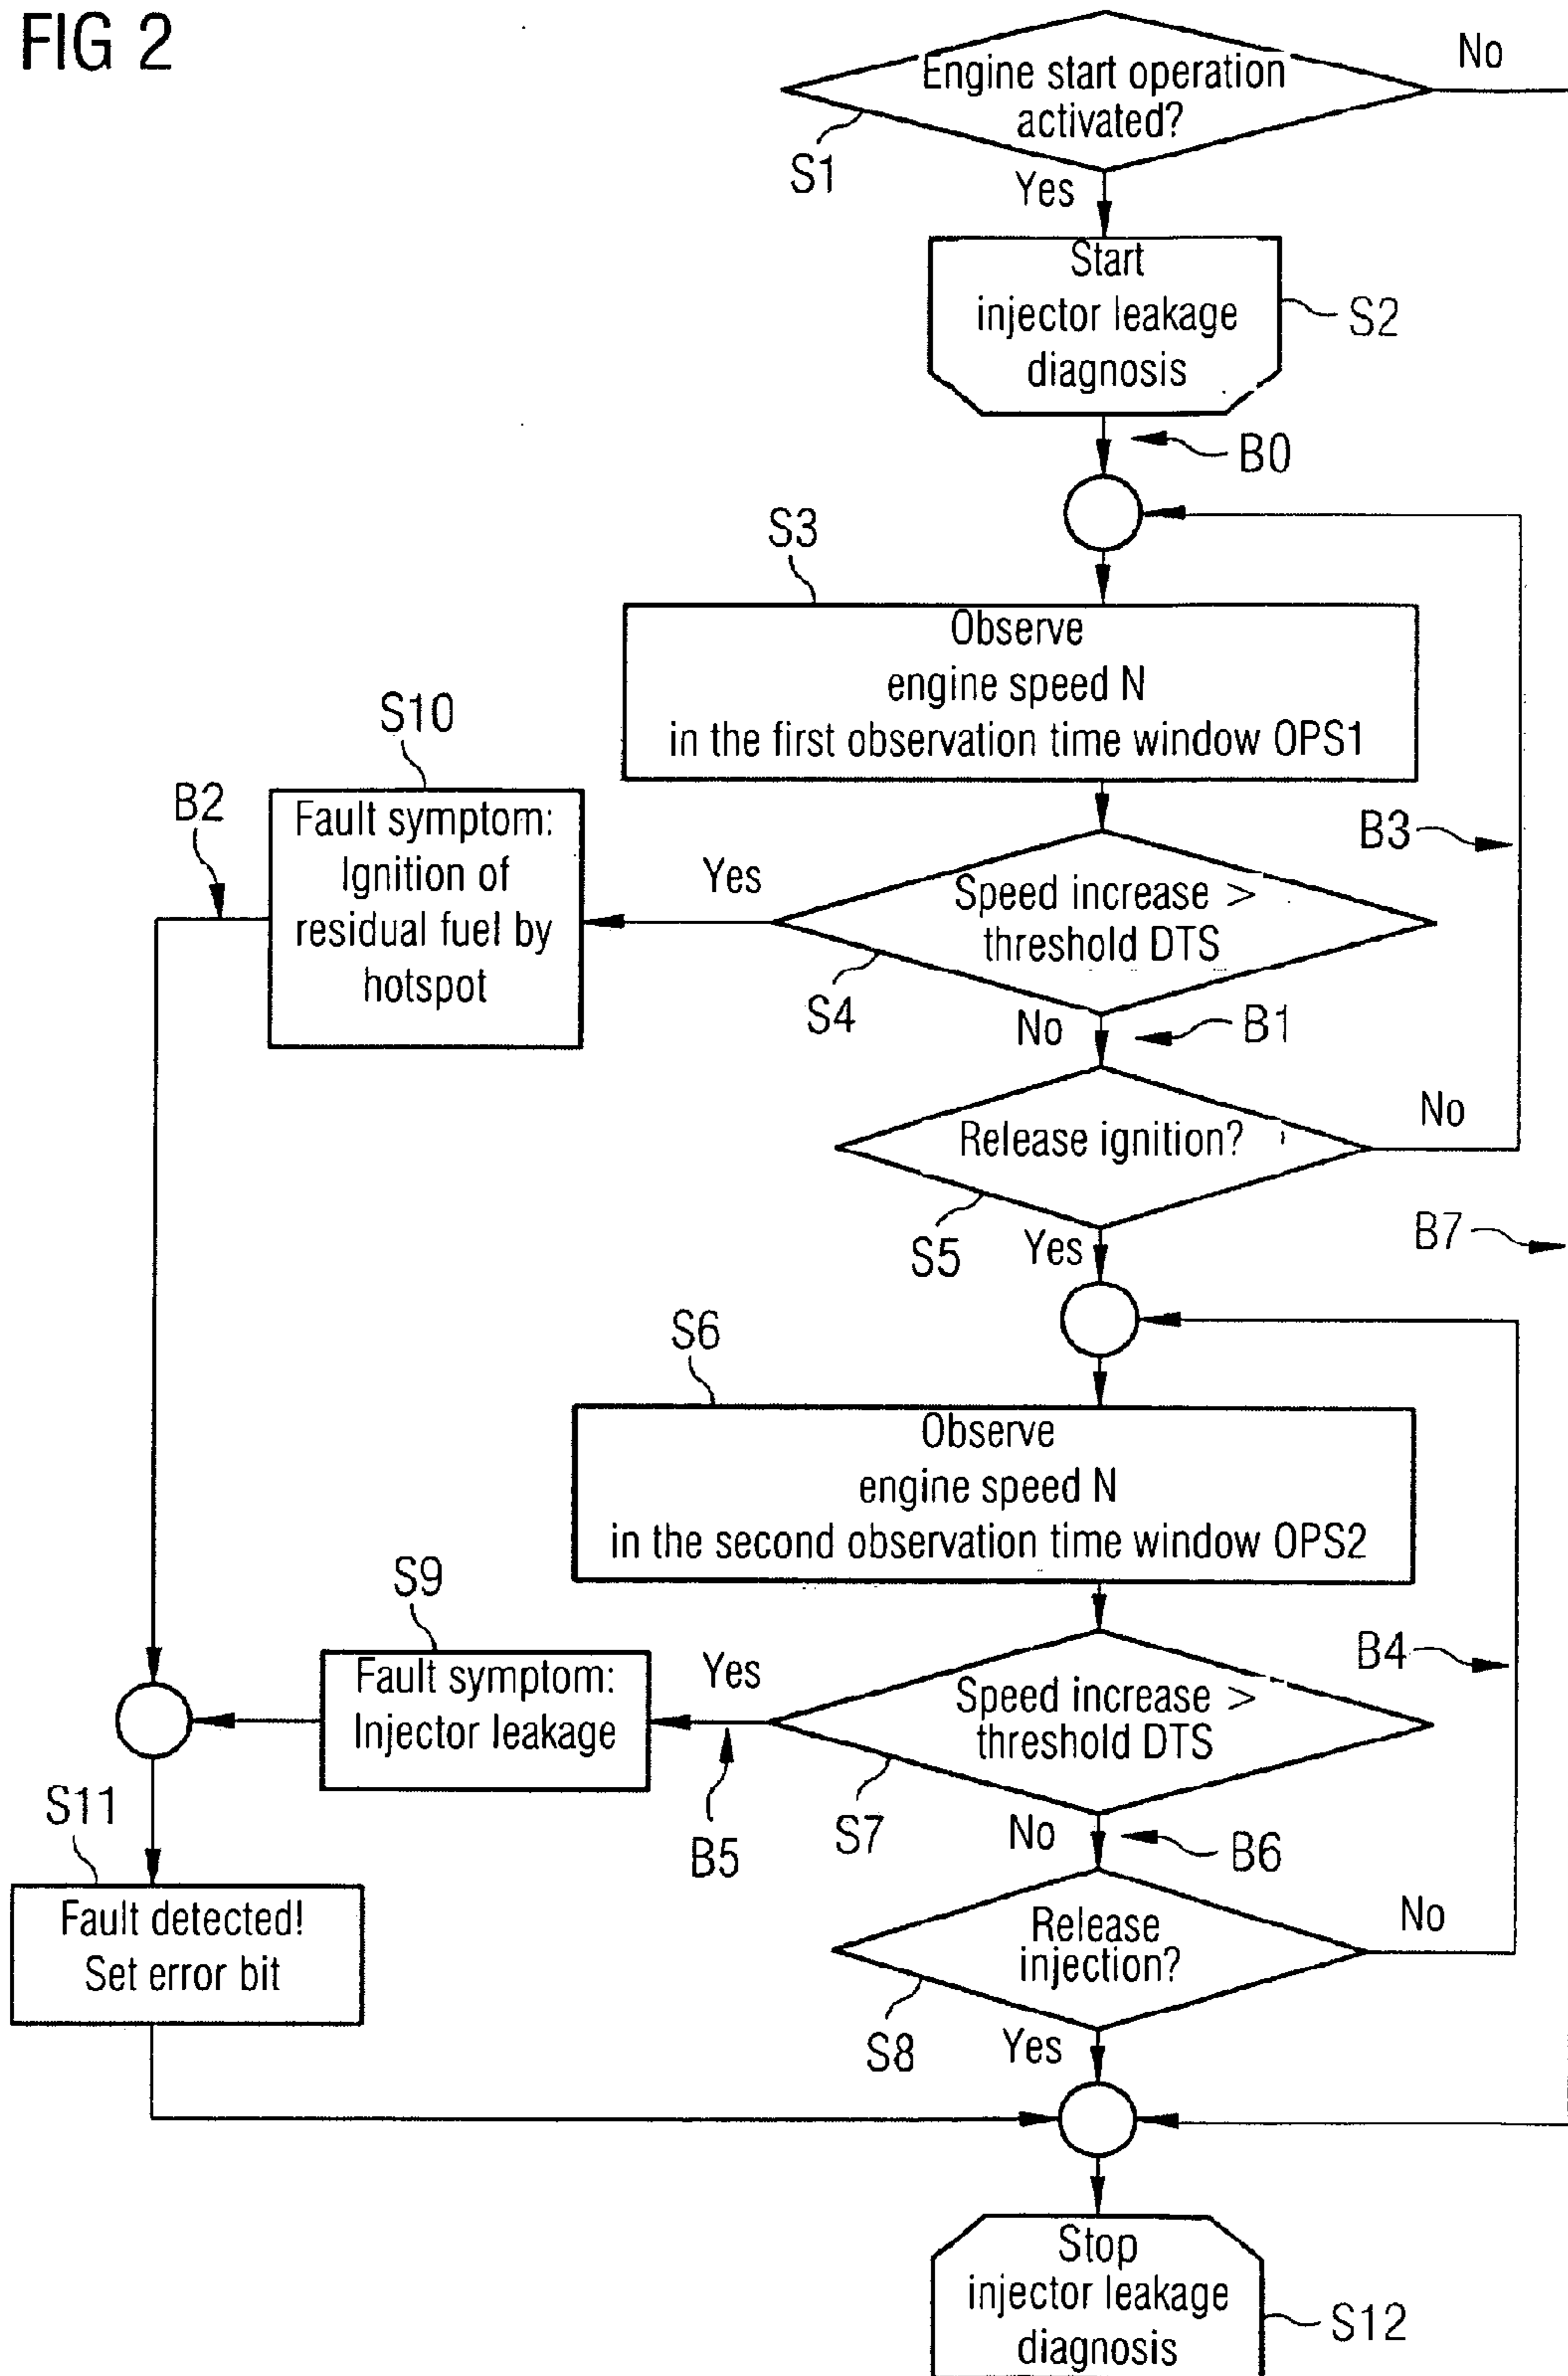 FIG 2
Engine start operation
activated?
No
S1
Yes
Start
injector leakage
diagnosis
S2
B0
S3
Observe
engine speed N
in the first observation time window OPS1
S10
B2
Fault symptom:
Ignition of
residual fuel by
hotspot
Yes
Speed increase >
threshold DTS
B3
S4
No
B1
Release ignition?
No
S5
Yes
B7
S6
Observe
engine speed N
in the second observation time window OPS2
S9
Fault symptom:
Injector leakage
Yes
Speed increase >
threshold DTS
B4
S11
B5
S7
No
B6
Fault detected!
Set error bit
Release
injection?
No
S8
Yes
Stop
injector leakage
diagnosis
S12